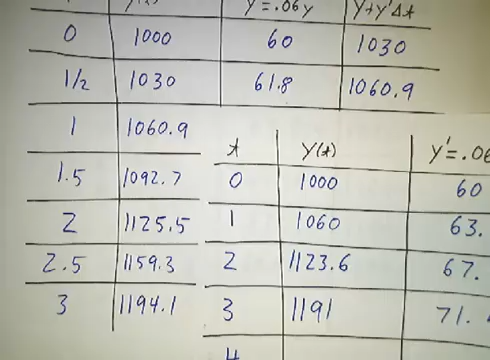 y(t) y'=.06y y+y'Δt
0 1000 60 1030
1/2 1030 61.8 1060.9
1 1060.9
1.5 1092.7
2 1125.5
2.5 1159.3
3 1194.1
t y(t) y'=.06
0 1000 60
1 1060 63.
2 1123.6 67.
3 1191 71.
4